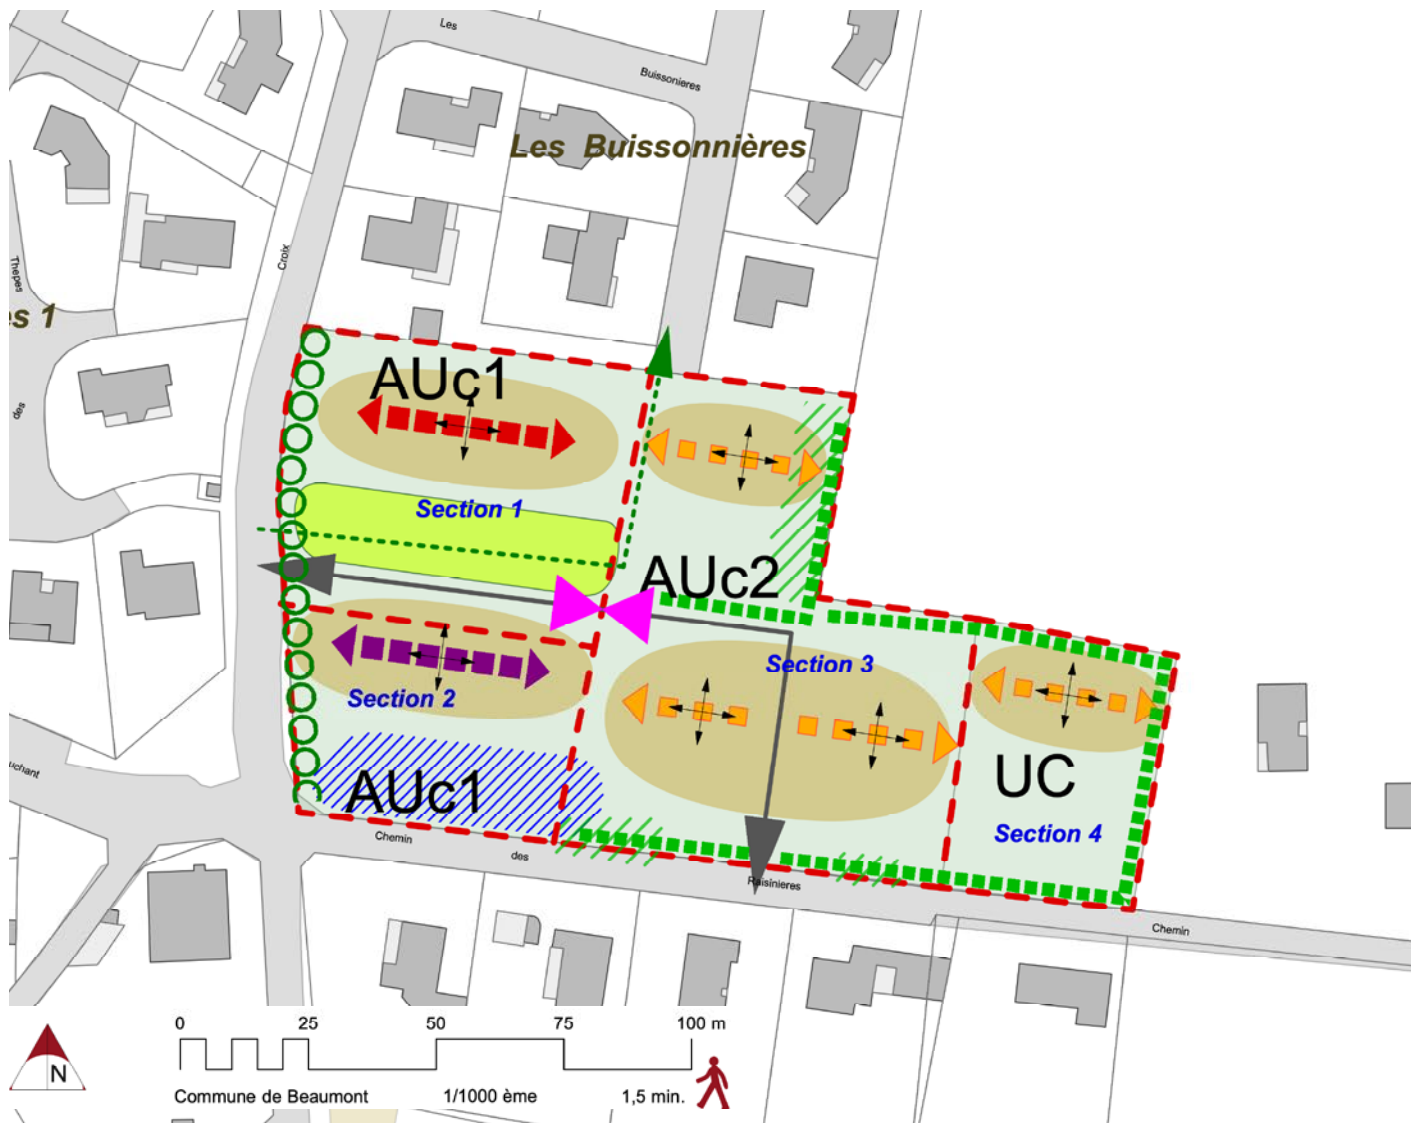 Les
Buissonieres
Les Buissonnières
Croix
Thepes
es 1
des
AUc1
Section 1
AUc2
Section 3
Section 2
UC
AUc1
Section 4
uchant
Chemin
des
Raisinieres
Chemin
0 25 50 75 100 m
N
Commune de Beaumont 1/1000 ème 1,5 min.